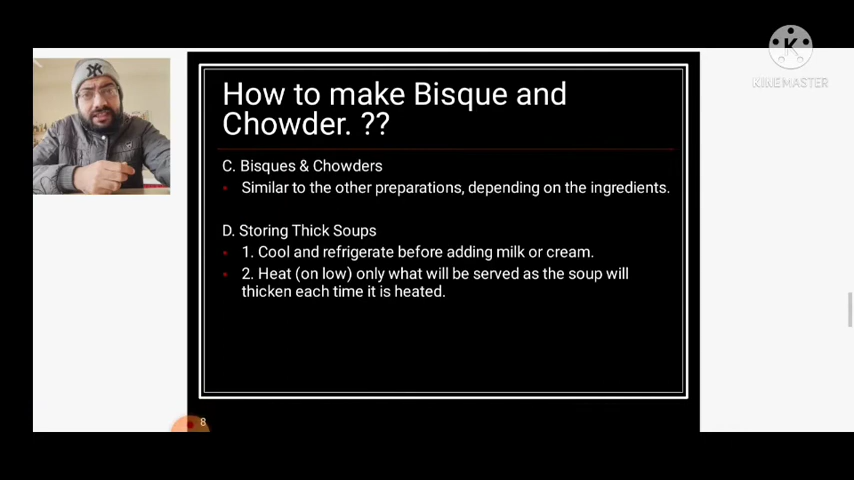 How to make Bisque and
Chowder. ??
C. Bisques & Chowders
Similar to the other preparations, depending on the ingredients.
D. Storing Thick Soups
1. Cool and refrigerate before adding milk or cream.
2. Heat (on low) only what will be served as the soup will
thicken each time it is heated.
8
K
KINEMASTER
NY